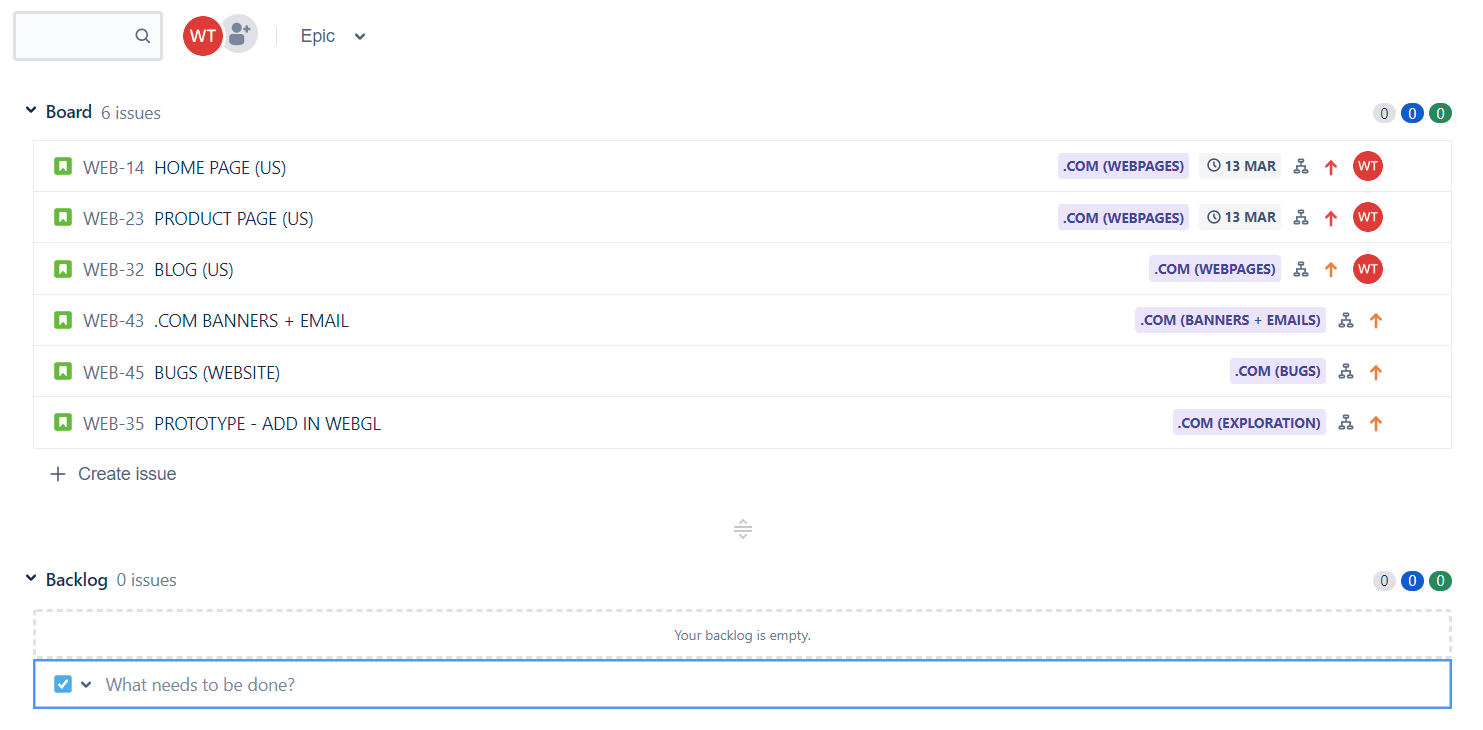 WT Epic
Board 6 issues 0 0 0
WEB-14 HOME PAGE (US) .COM (WEBPAGES) 13 MAR WT
WEB-23 PRODUCT PAGE (US) .COM (WEBPAGES) 13 MAR WT
WEB-32 BLOG (US) .COM (WEBPAGES) WT
WEB-43 .COM BANNERS + EMAIL .COM (BANNERS + EMAILS)
WEB-45 BUGS (WEBSITE) .COM (BUGS)
WEB-35 PROTOTYPE - ADD IN WEBGL .COM (EXPLORATION)
+ Create issue
Backlog 0 issues 0 0 0
Your backlog is empty.
What needs to be done?